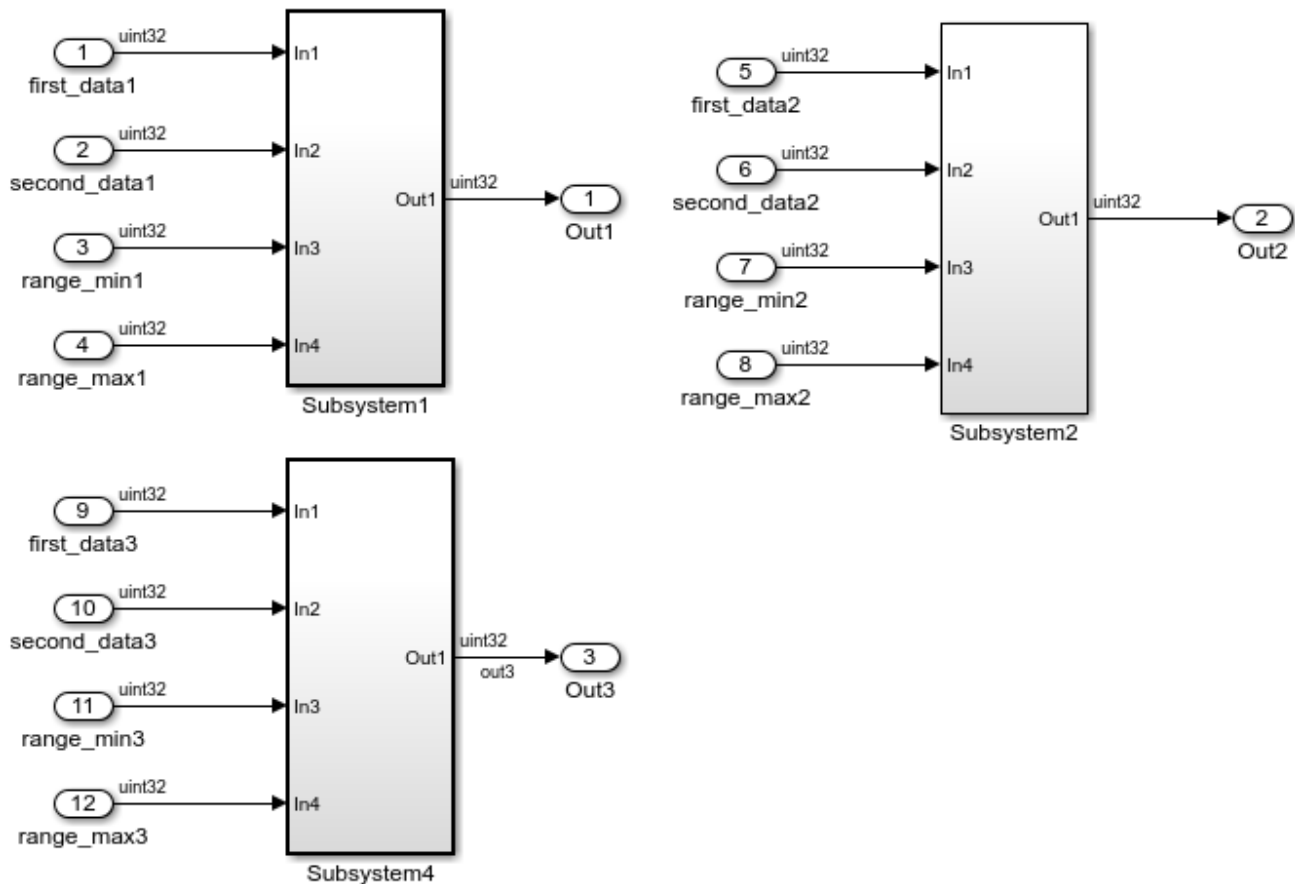 uint32
1
first_data1
In1
uint32
2
second_data1
In2
uint32
3
range_min1
In3
uint32
4
range_max1
In4
Out1
uint32
1
Out1
Subsystem1
uint32
5
first_data2
In1
uint32
6
second_data2
In2
uint32
7
range_min2
In3
uint32
8
range_max2
In4
Out1
uint32
2
Out2
Subsystem2
uint32
9
first_data3
In1
uint32
10
second_data3
In2
uint32
11
range_min3
In3
uint32
12
range_max3
In4
Out1
uint32
out3
3
Out3
Subsystem4